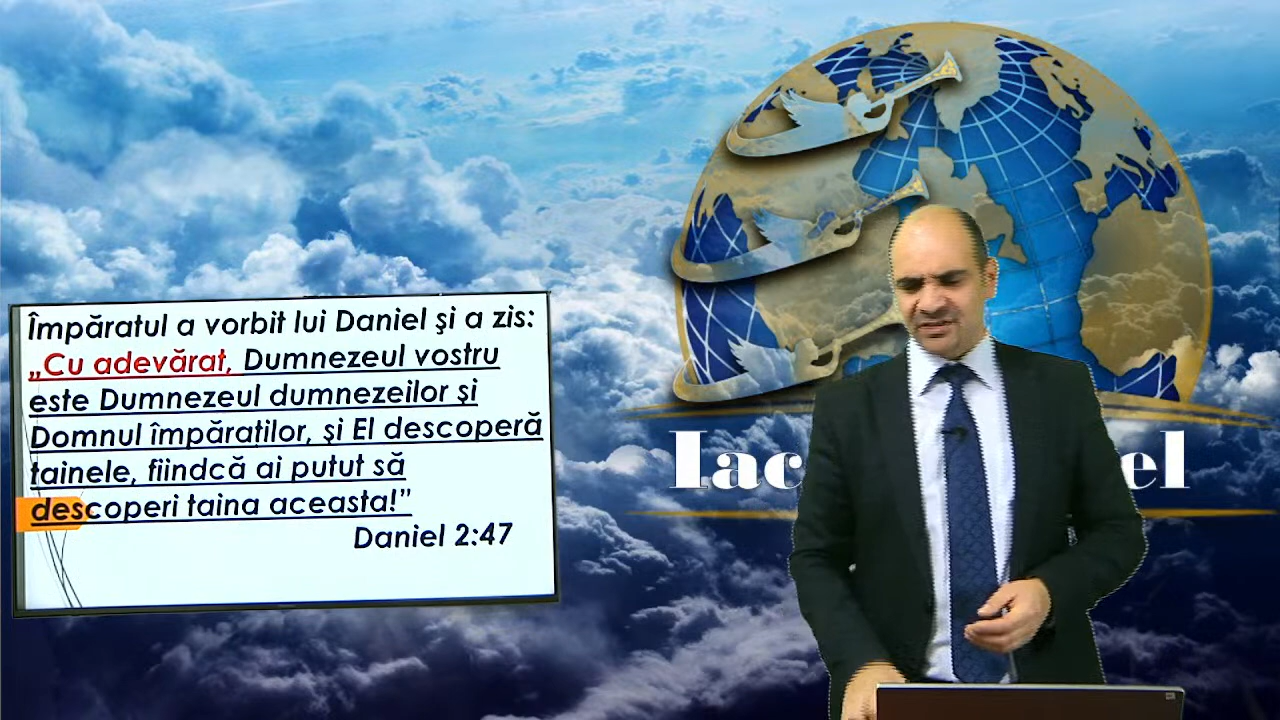 Împăratul a vorbit lui Daniel şi a zis:
„Cu adevărat, Dumnezeul vostru
este Dumnezeul dumnezeilor şi
Domnul împăratilor, şi El descoperă
tainele, fiindcă ai putut să
descoperi taina aceasta!”
Daniel 2:47